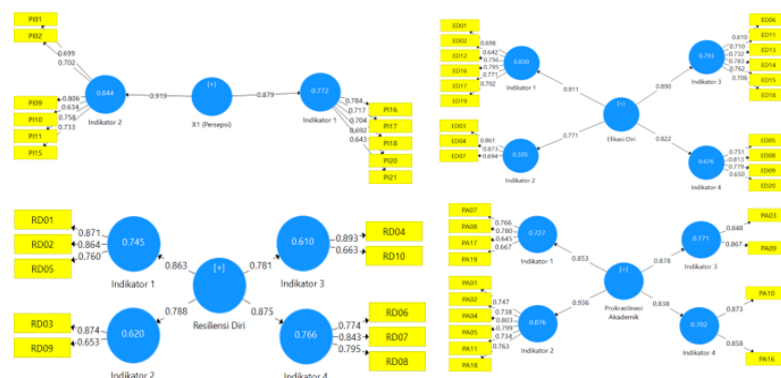 PI01
PI02
0.699
0.702
0.844
Indikator 2
0.806
0.634
0.758
0.733
PI09
PI10
PI11
PI15
0.919
[+]
X1 (Persepsi)
0.879
0.772
Indikator 1
0.784
0.717
0.704
0.692
0.643
PI16
PI17
PI18
PI20
PI21
ED01
ED02
ED12
ED16
ED17
ED19
0.698
0.642
0.756
0.795
0.771
0.702
0.830
Indikator 1
0.911
ED03
ED04
ED07
0.861
0.873
0.694
0.595
Indikator 2
0.771
[+]
Efikasi Diri
0.890
0.793
Indikator 3
0.610
0.710
0.732
0.783
0.762
0.706
ED06
ED11
ED13
ED14
ED15
ED18
0.822
0.676
Indikator 4
0.751
0.813
0.779
0.650
ED05
ED08
ED09
ED20
RD01
RD02
RD05
0.871
0.864
0.760
0.745
Indikator 1
0.863
RD03
RD09
0.874
0.653
0.620
Indikator 2
0.788
[+]
Resiliensi Diri
0.781
0.610
Indikator 3
0.893
0.663
RD04
RD10
0.875
0.766
Indikator 4
0.774
0.843
0.795
RD06
RD07
RD08
PA07
PA08
PA17
PA19
0.766
0.780
0.645
0.667
0.727
Indikator 1
0.853
PA01
PA02
PA04
PA05
PA11
PA18
0.747
0.738
0.803
0.799
0.734
0.763
0.876
Indikator 2
0.936
[+]
Prokrastinasi
Akademik
0.878
0.771
Indikator 3
0.848
0.867
PA03
PA09
0.838
0.702
Indikator 4
0.873
0.858
PA10
PA16